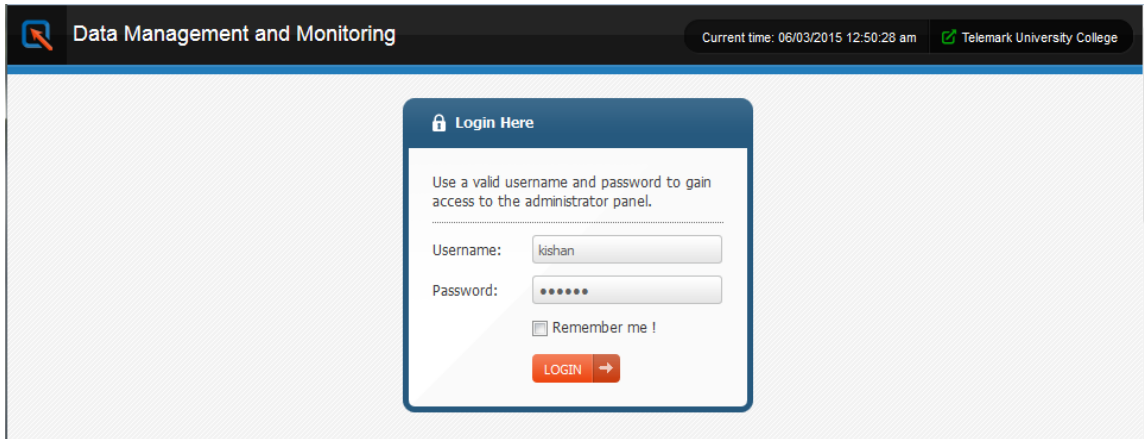 Data Management and Monitoring
Current time: 06/03/2015 12:50:28 am
Telemark University College
Login Here
Use a valid username and password to gain
access to the administrator panel.
Username: kishan
Password: ••••••
Remember me !
LOGIN